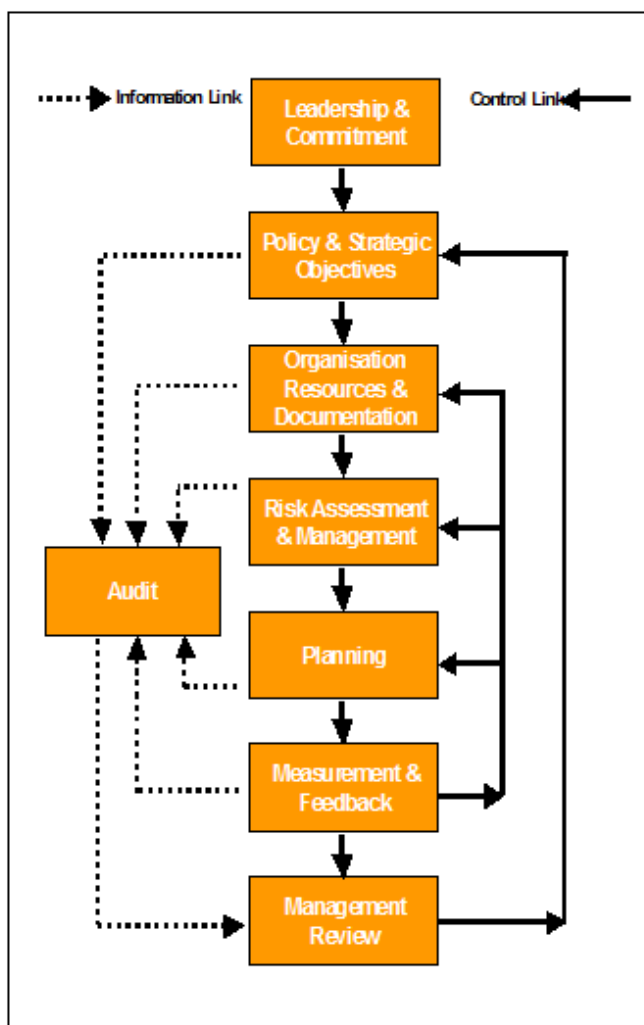 Information Link
Control Link
Leadership &
Commitment
Policy & Strategic
Objectives
Organisation
Resources &
Documentation
Risk Assessment
& Management
Audit
Planning
Measurement &
Feedback
Management
Review